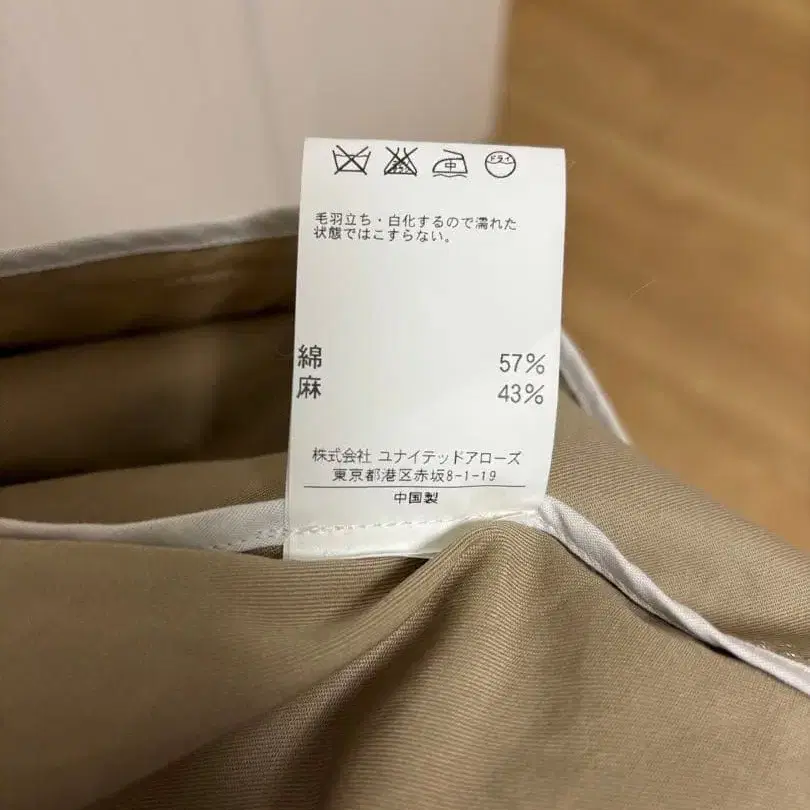 中 ドライ
毛羽立ち・白化するので濡れた
状態ではこすらない。
綿 57%
麻 43%
株式会社 ユナイテッドアローズ
東京都港区赤坂8-1-19
中国製